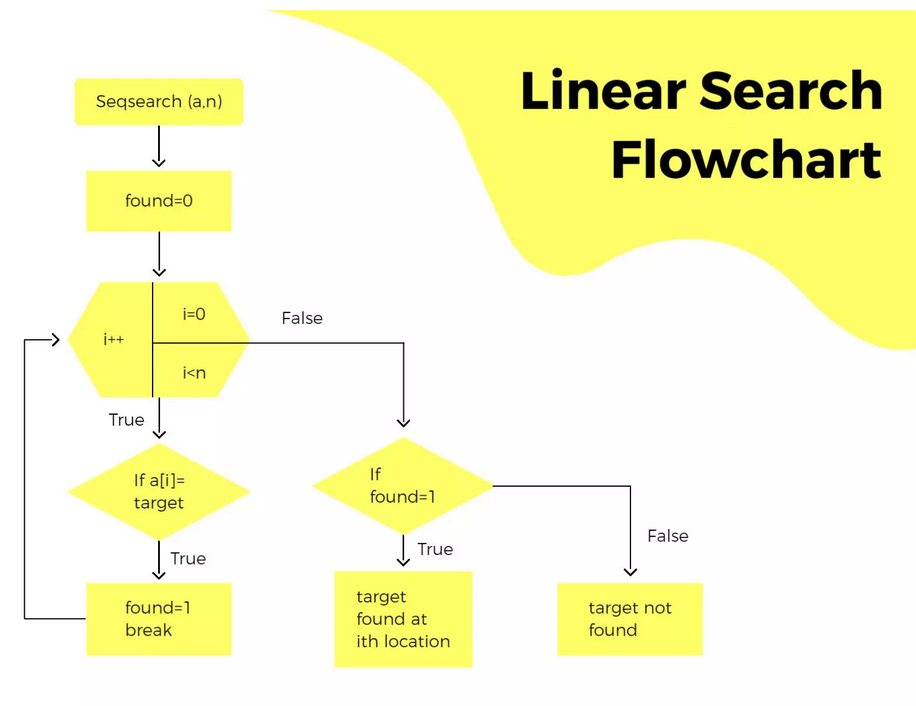 Linear Search
Flowchart
Seqsearch (a,n)
found=0
i++
i=0
i<n
False
True
If a[i]=
target
True
found=1
break
If
found=1
True
False
target
found at
ith location
target not
found